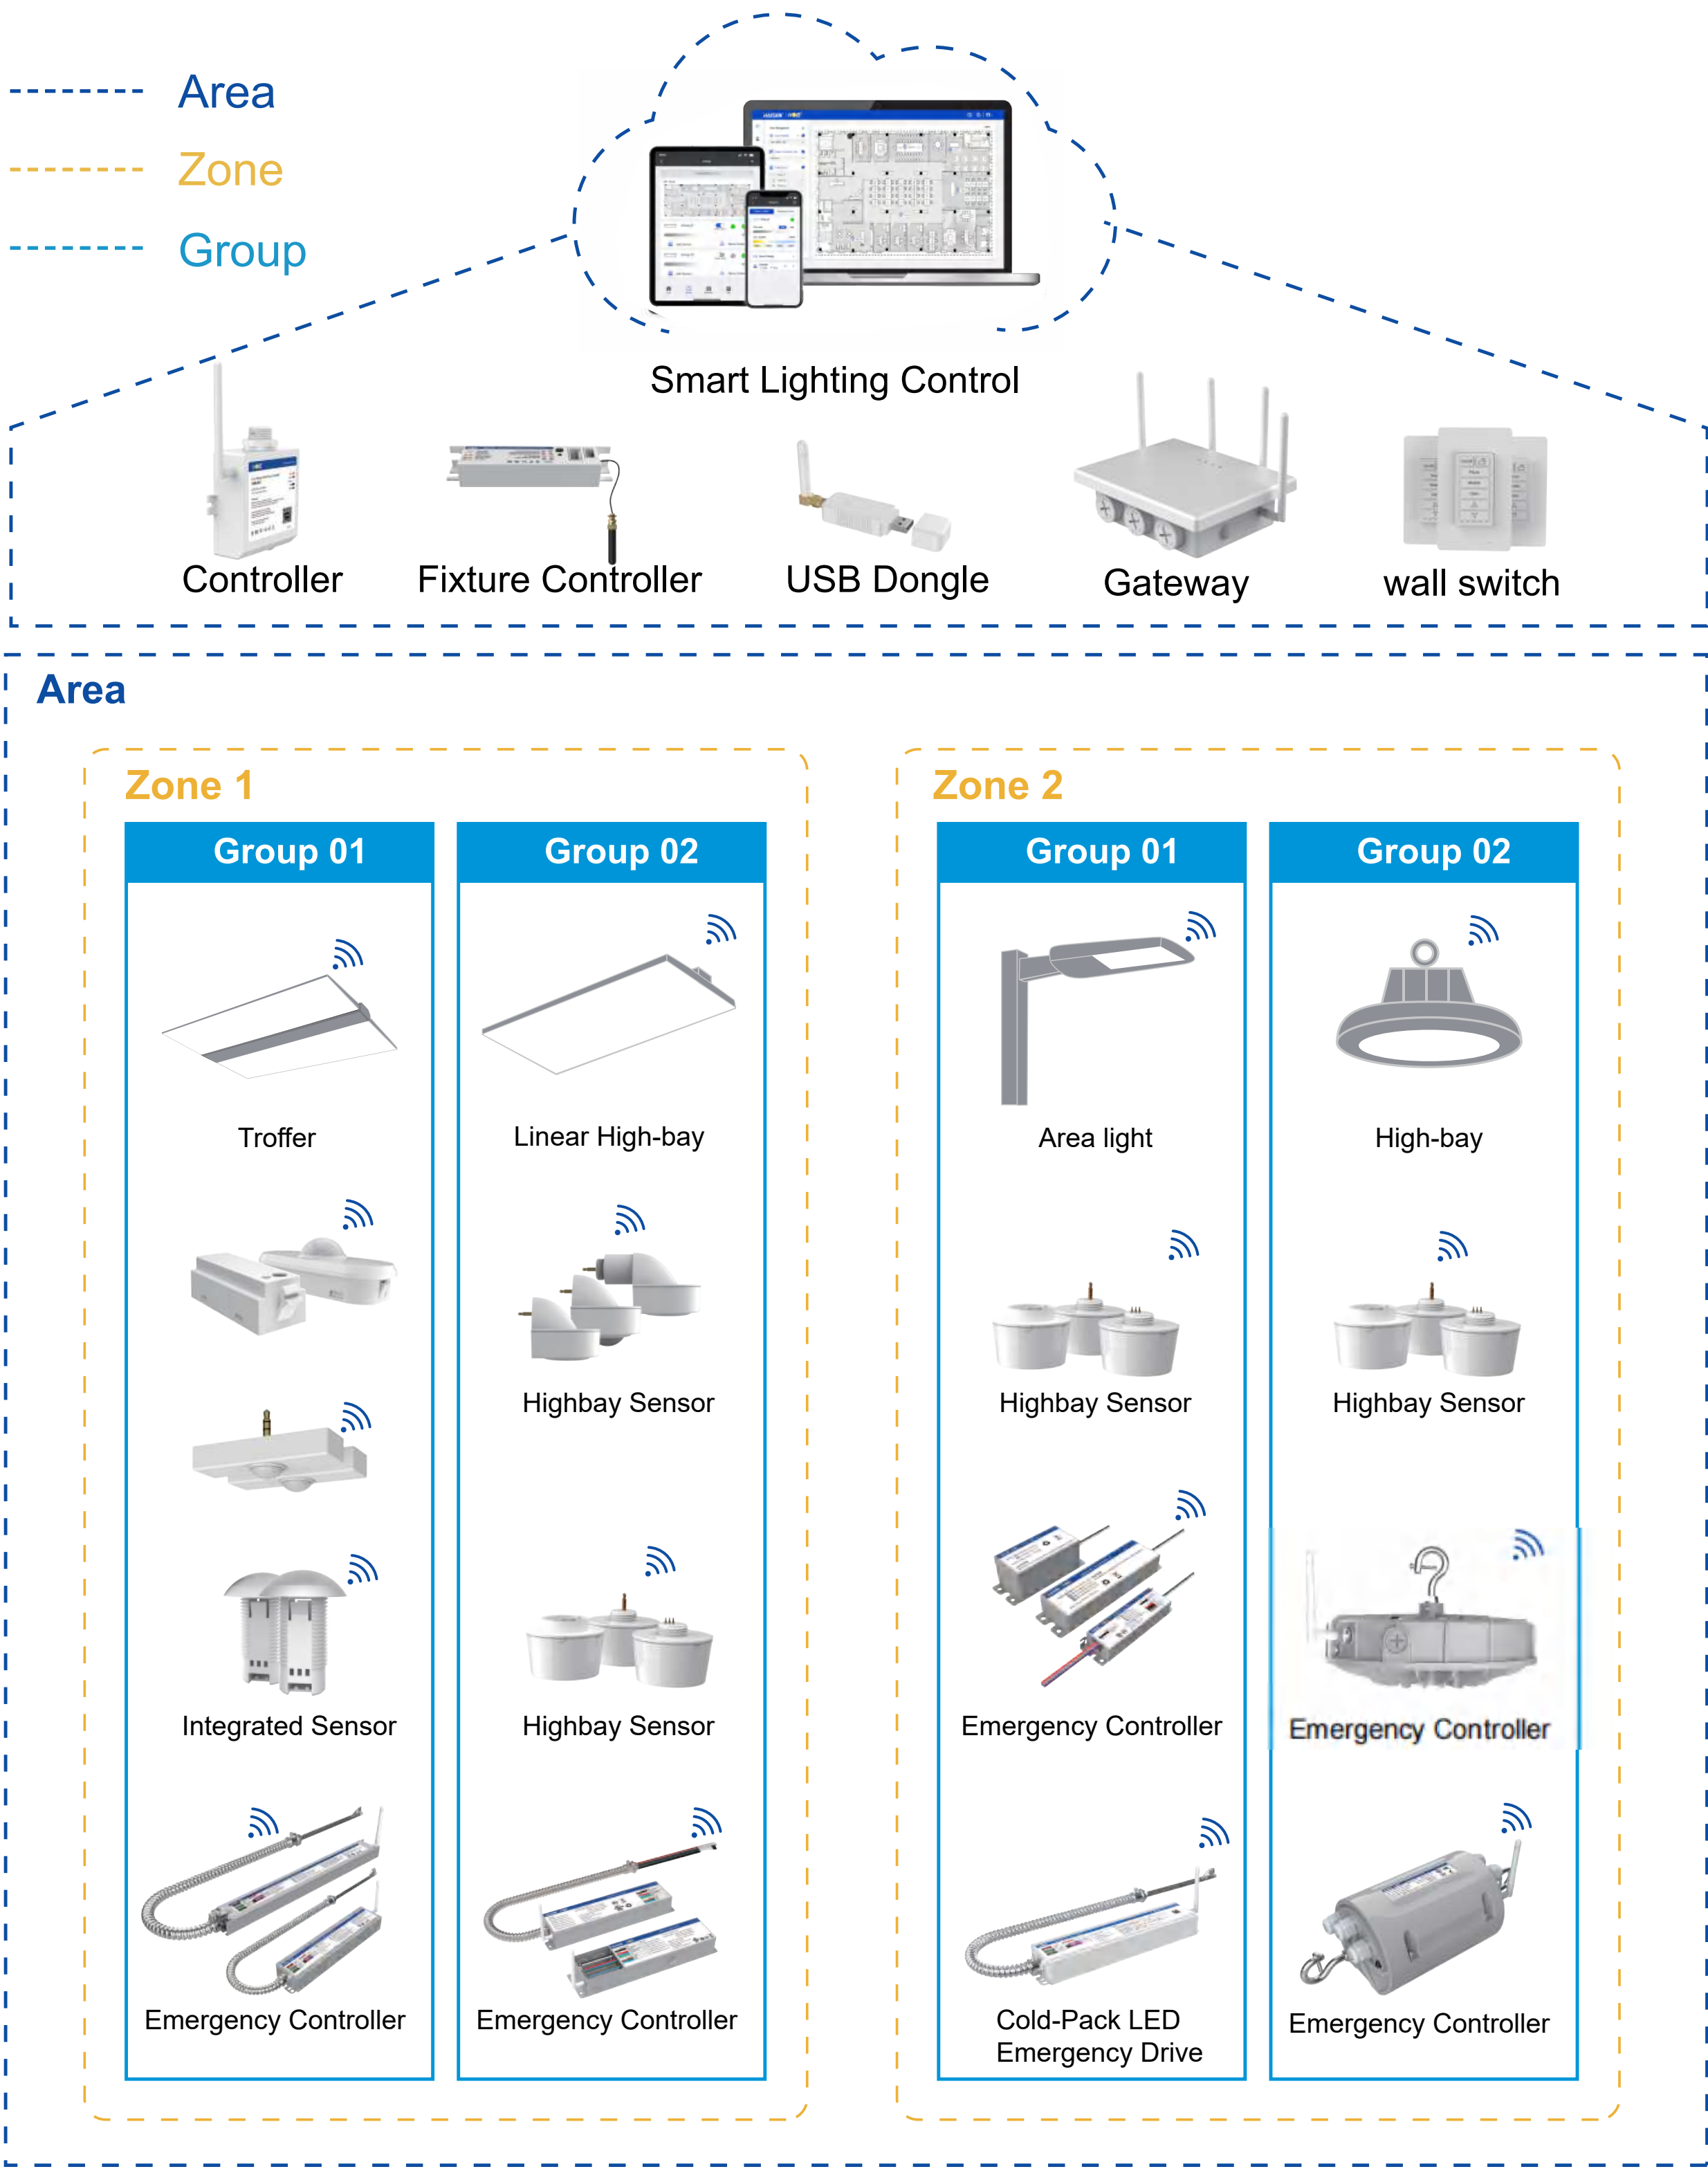 Area
Zone
Group
Smart Lighting Control
Controller
Fixture Controller
USB Dongle
Gateway
wall switch
Area
Zone 1
Group 01
Group 02
Troffer
Linear High-bay
Highbay Sensor
Integrated Sensor
Highbay Sensor
Emergency Controller
Emergency Controller
Zone 2
Group 01
Group 02
Area light
High-bay
Highbay Sensor
Highbay Sensor
Emergency Controller
Emergency Controller
Cold-Pack LED
Emergency Drive
Emergency Controller